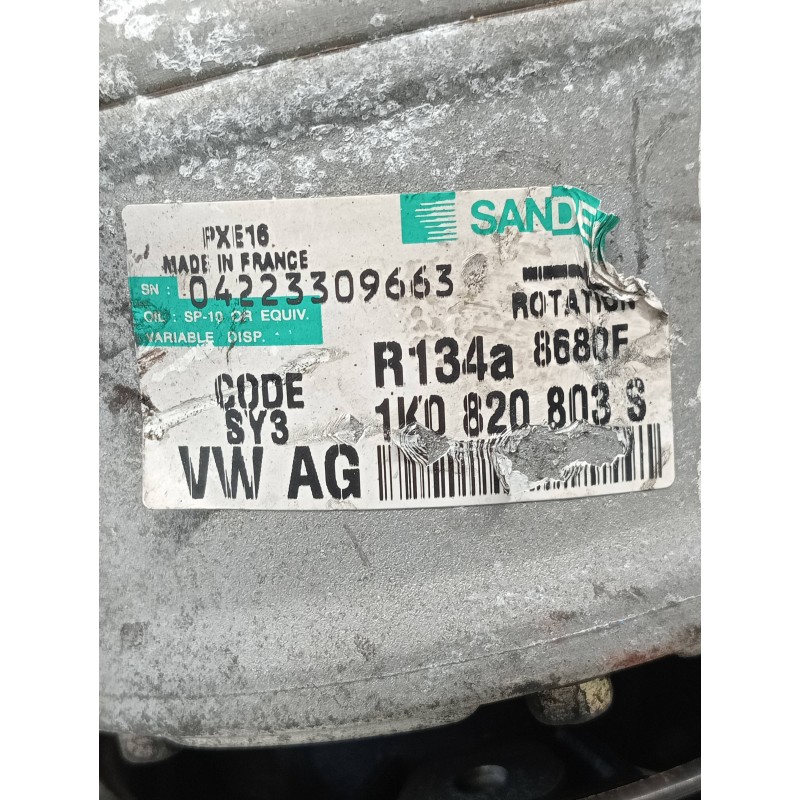 SANDE
PXE16
MADE IN FRANCE
SN : 04223309663
ROTATION
OIL : SP-10 OR EQUIV.
VARIABLE DISP.
R134a 8680F
CODE
SY3
1K0 820 803 S
VW AG